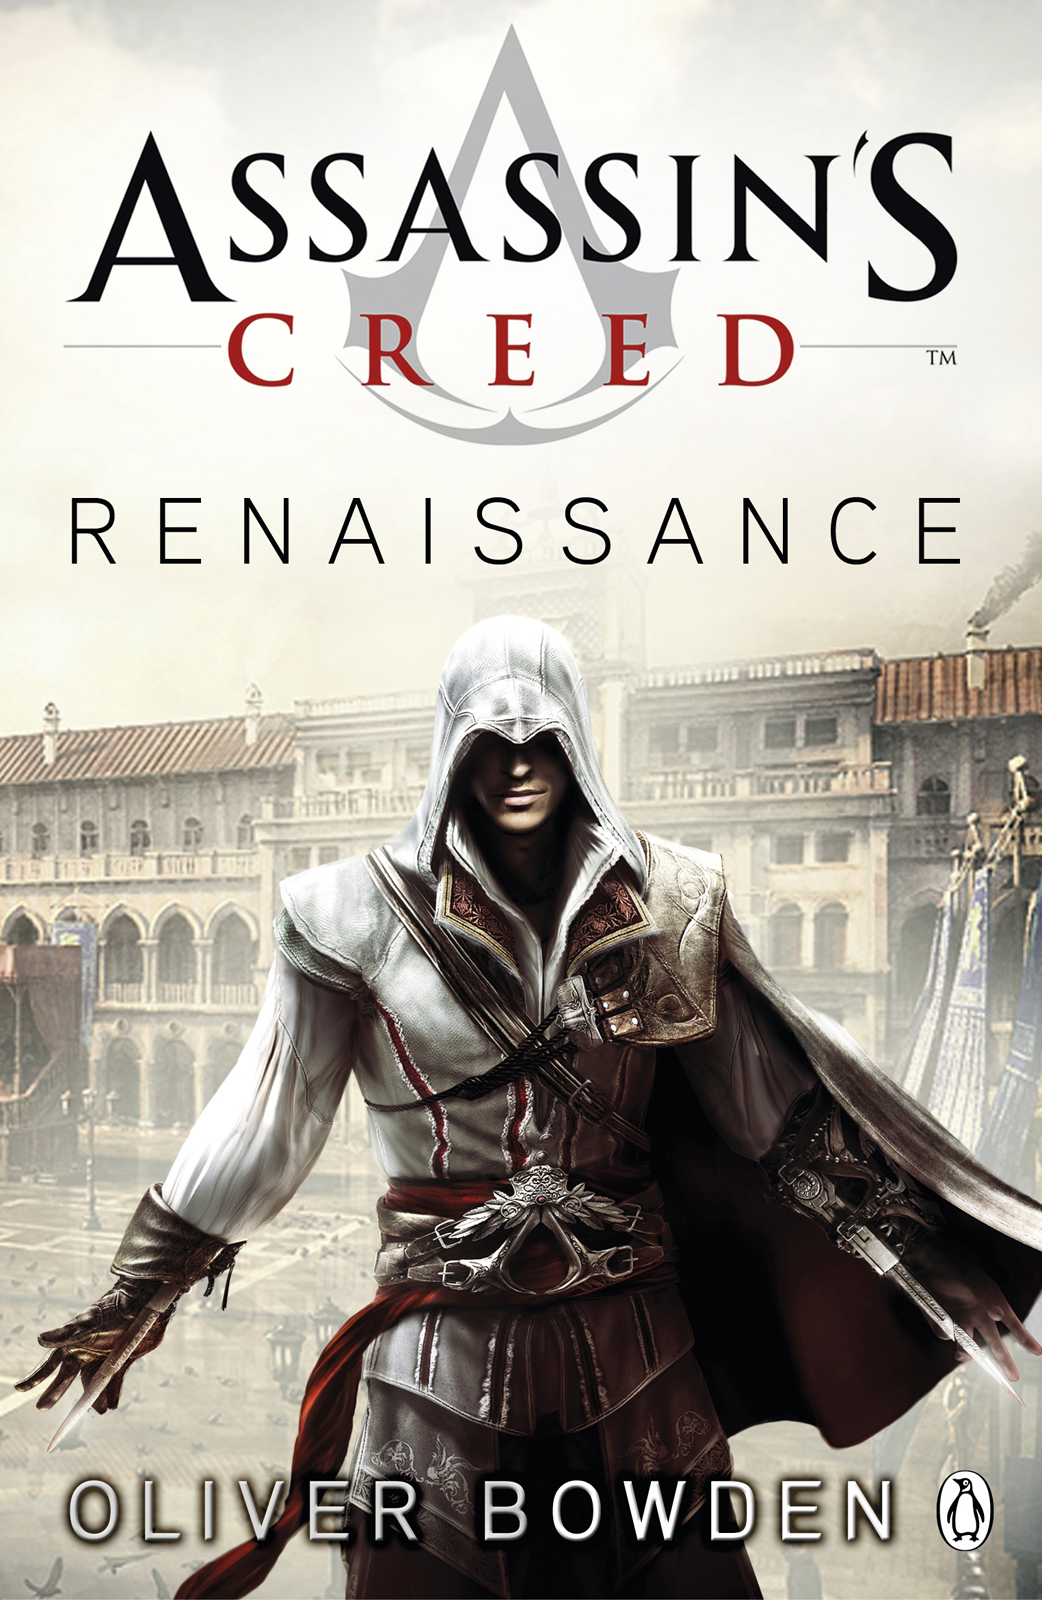 ASSASSIN'S
CREED
TM
RENAISSANCE
OLIVER BOWDEN